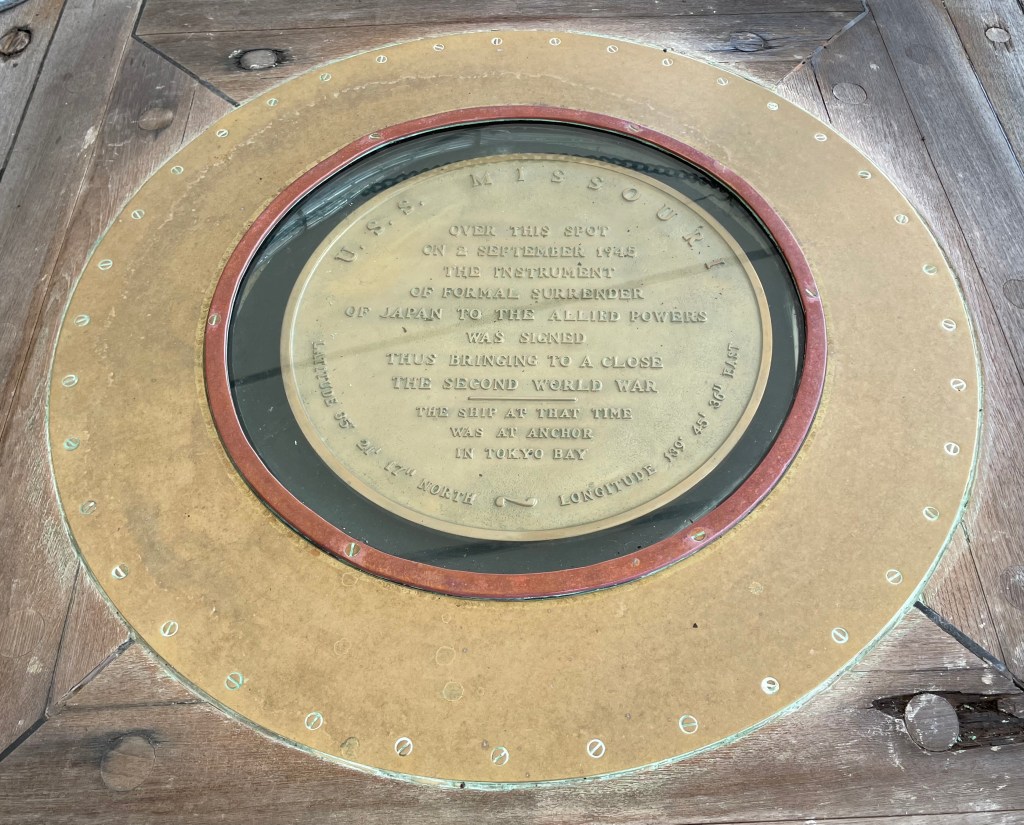 U.S.S. MISSOURI
OVER THIS SPOT
ON 2 SEPTEMBER 1945
THE INSTRUMENT
OF FORMAL SURRENDER
OF JAPAN TO THE ALLIED POWERS
WAS SIGNED
THUS BRINGING TO A CLOSE
THE SECOND WORLD WAR
THE SHIP AT THAT TIME
WAS AT ANCHOR
IN TOKYO BAY
LATITUDE 35° 21' 17" NORTH ~ LONGITUDE 139° 45' 36" EAST